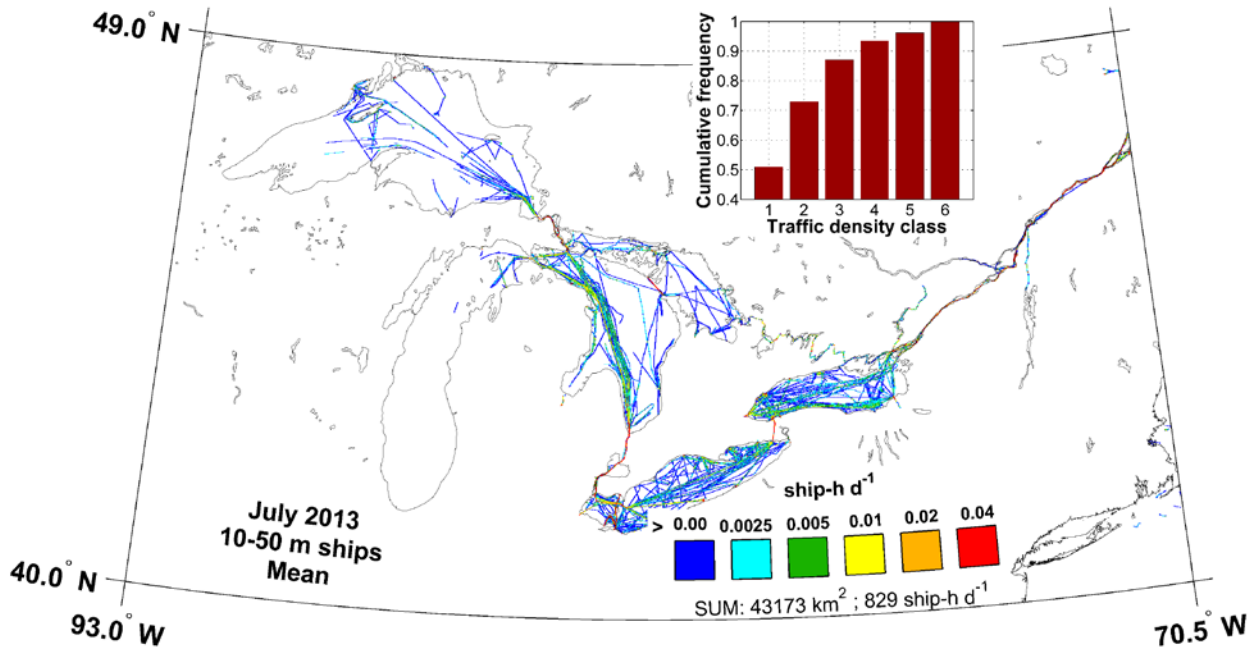 49.0° N
Cumulative frequency
1
0.9
0.8
0.7
0.6
0.5
0.4
1 2 3 4 5 6
Traffic density class
July 2013
10-50 m ships
Mean
ship-h d⁻¹
> 0.00 0.0025 0.005 0.01 0.02 0.04
SUM: 43173 km² ; 829 ship-h d⁻¹
40.0° N
93.0° W
70.5° W